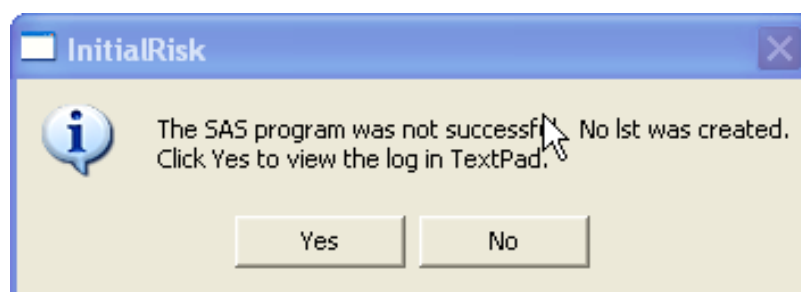 InitialRisk
The SAS program was not successful. No lst was created.
Click Yes to view the log in TextPad.
Yes
No